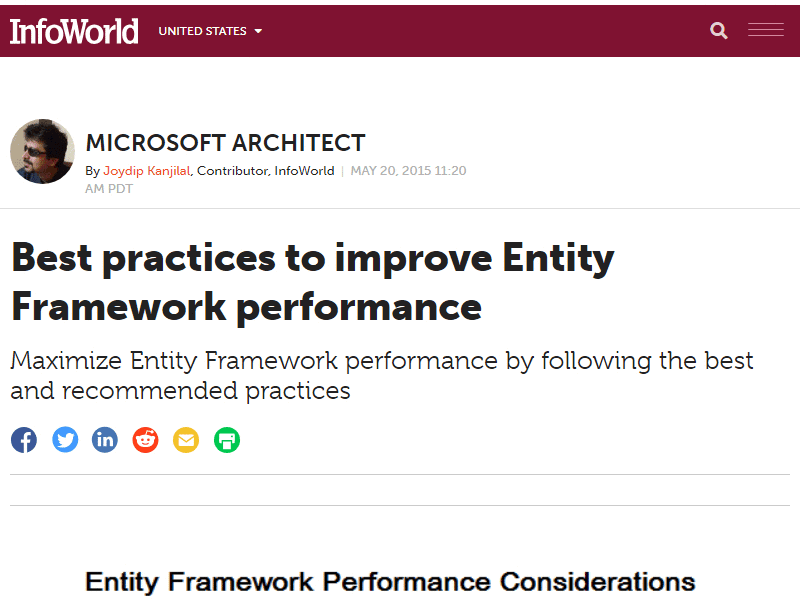 InfoWorld UNITED STATES
MICROSOFT ARCHITECT
By Joydip Kanjilal, Contributor, InfoWorld | MAY 20, 2015 11:20
AM PDT
Best practices to improve Entity
Framework performance
Maximize Entity Framework performance by following the best
and recommended practices
Entity Framework Performance Considerations